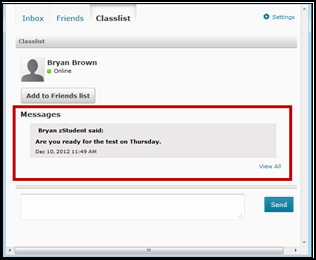 Inbox Friends Classlist Settings
Classlist
Bryan Brown
Online
Add to Friends list
Messages
Bryan zStudent said:
Are you ready for the test on Thursday.
Dec 10, 2012 11:49 AM
View All
Send